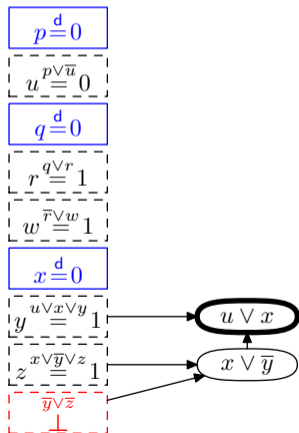 p =ᵈ 0
u =^{p∨u̅} 0
q =ᵈ 0
r =^{q∨r} 1
w =^{r̅∨w} 1
x =ᵈ 0
y =^{u∨x∨y} 1
u ∨ x
z =^{x∨y̅∨z} 1
x ∨ y̅
y̅∨z̅
⊥